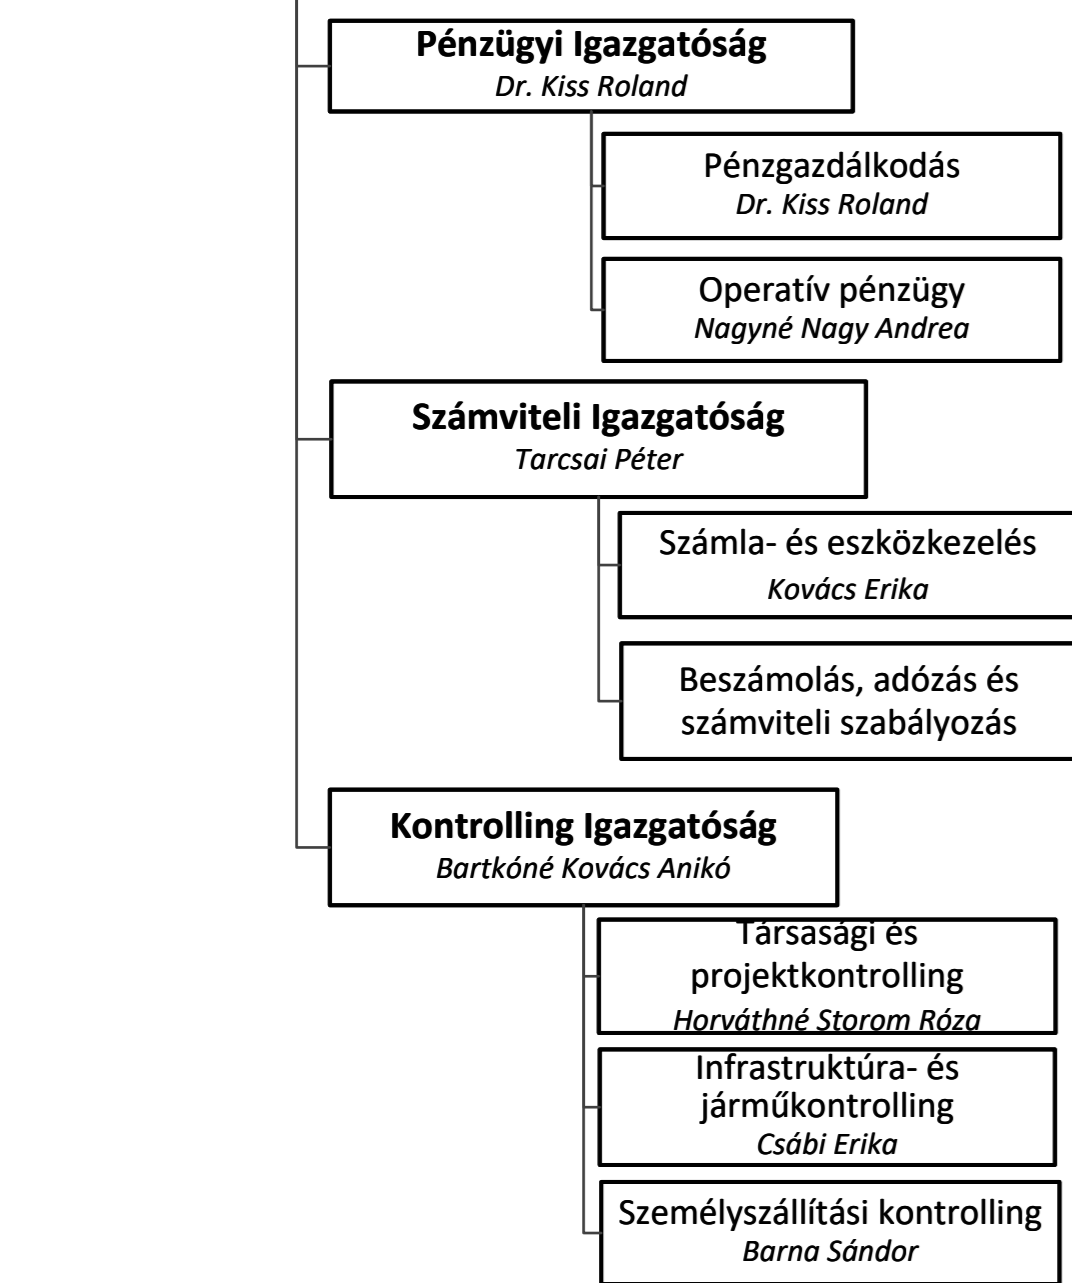 Pénzügyi Igazgatóság
Dr. Kiss Roland
Pénzgazdálkodás
Dr. Kiss Roland
Operatív pénzügy
Nagyné Nagy Andrea
Számviteli Igazgatóság
Tarcsai Péter
Számla- és eszközkezelés
Kovács Erika
Beszámolás, adózás és
számviteli szabályozás
Kontrolling Igazgatóság
Bartkóné Kovács Anikó
Társasági és
projektkontrolling
Horváthné Storom Róza
Infrastruktúra- és
járműkontrolling
Csábi Erika
Személyszállítási kontrolling
Barna Sándor